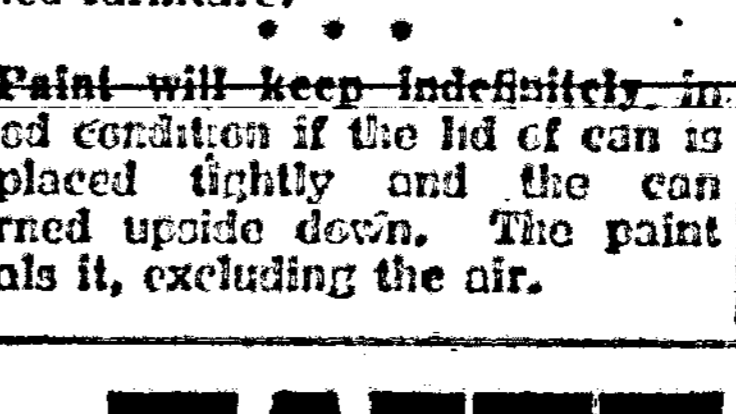 • • •
Paint will keep indefinitely in
od condition if the lid of can is
placed tightly and the can
rned upside down. The paint
als it, excluding the air.